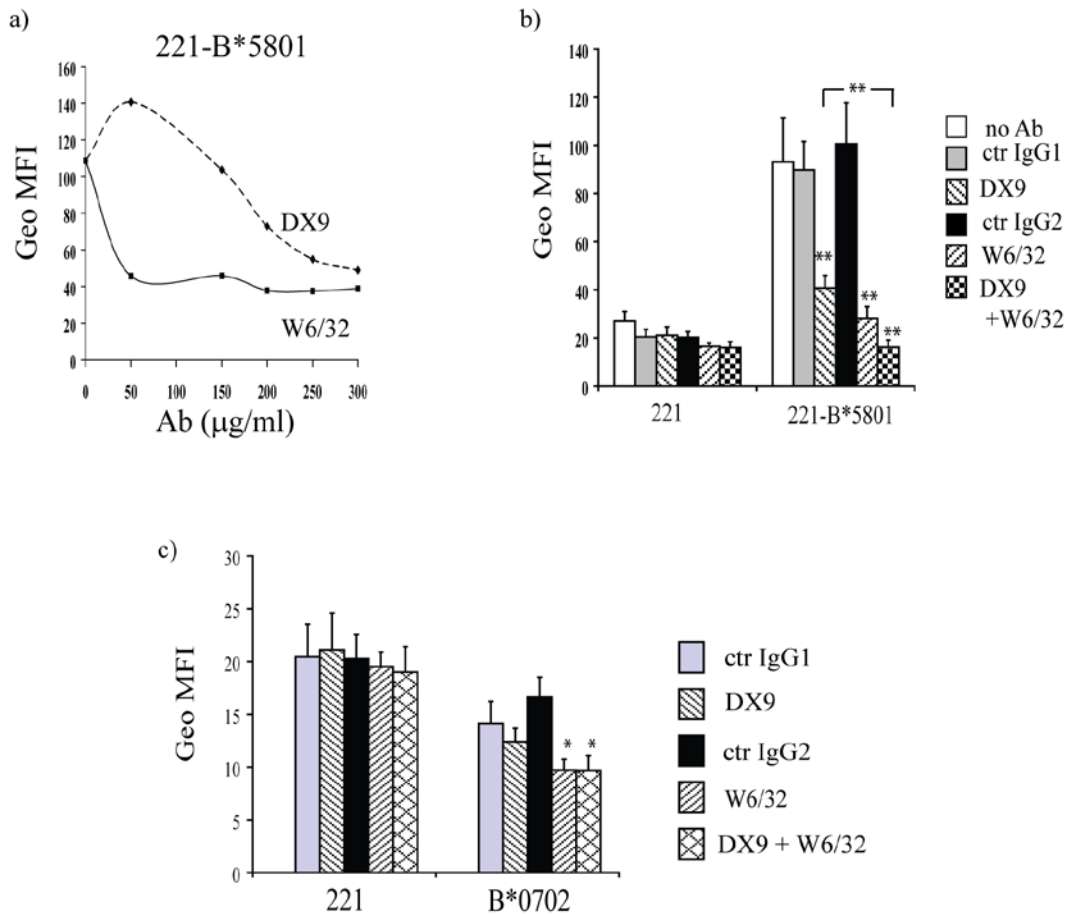 a)
221-B*5801
160
140
120
100
80
60
40
20
0
Geo MFI
DX9
W6/32
0 50 100 150 200 250 300
Ab (µg/ml)
b)
140
120
100
80
60
40
20
0
Geo MFI
**
**
**
**
221
221-B*5801
no Ab
ctr IgG1
DX9
ctr IgG2
W6/32
DX9
+W6/32
c)
30
25
20
15
10
5
0
Geo MFI
* *
221
B*0702
ctr IgG1
DX9
ctr IgG2
W6/32
DX9 + W6/32